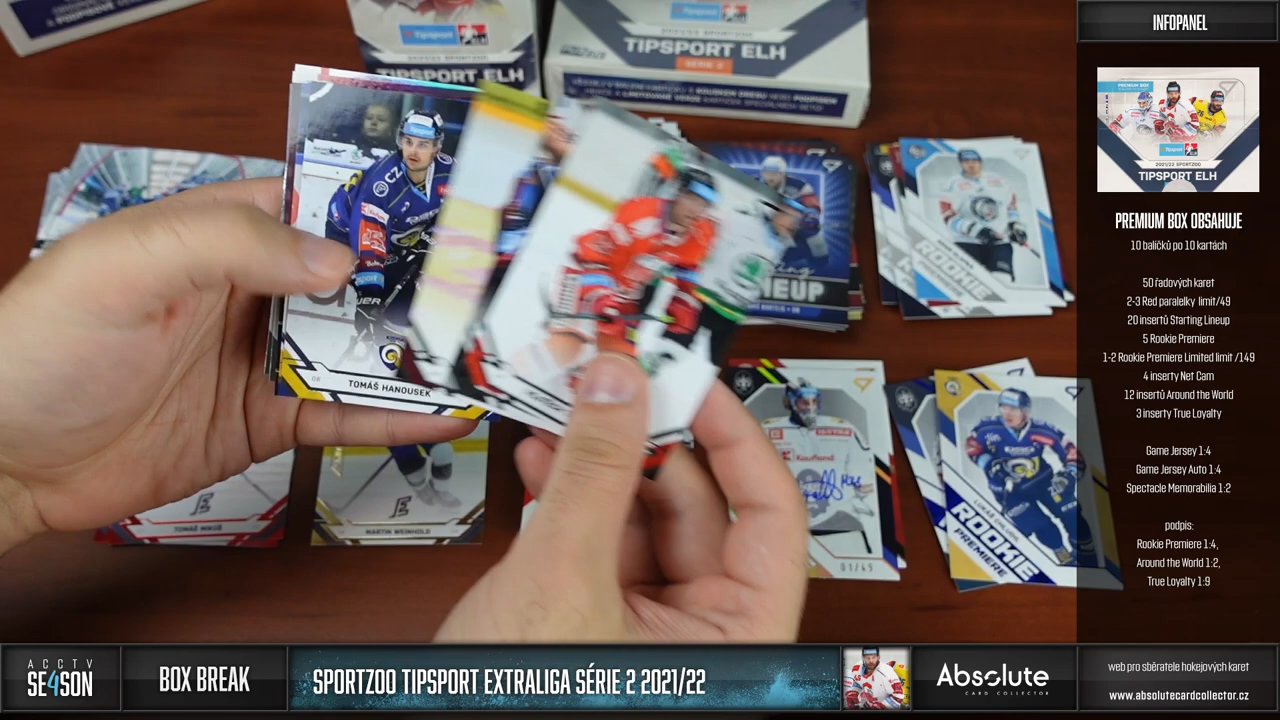 Tipsport
TIPSPORT ELH
Tipsport
TIPSPORT ELH
SÉRIE 2
TOMÁŠ HANOUSEK
ROOKIE
ROOKIE
PREMIERE
01/49
MARTIN WEINHOLD
INFOPANEL
PREMIUM BOX
2021/22 SPORTZOO
TIPSPORT ELH
PREMIUM BOX OBSAHUJE
10 balíčků po 10 kartách
50 řadových karet
2-3 Red paralelky limit/49
20 insertů Starting Lineup
5 Rookie Premiere
1-2 Rookie Premiere Limited limit /149
4 inserty Net Cam
12 insertů Around the World
3 inserty True Loyalty
Game Jersey 1:4
Game Jersey Auto 1:4
Spectacle Memorabilia 1:2
podpis:
Rookie Premiere 1:4,
Around the World 1:2,
True Loyalty 1:9
ACCTV
SE4SON
BOX BREAK
SPORTZOO TIPSPORT EXTRALIGA SÉRIE 2 2021/22
Absolute
CARD COLLECTOR
web pro sběratele hokejových karet
www.absolutecardcollector.cz